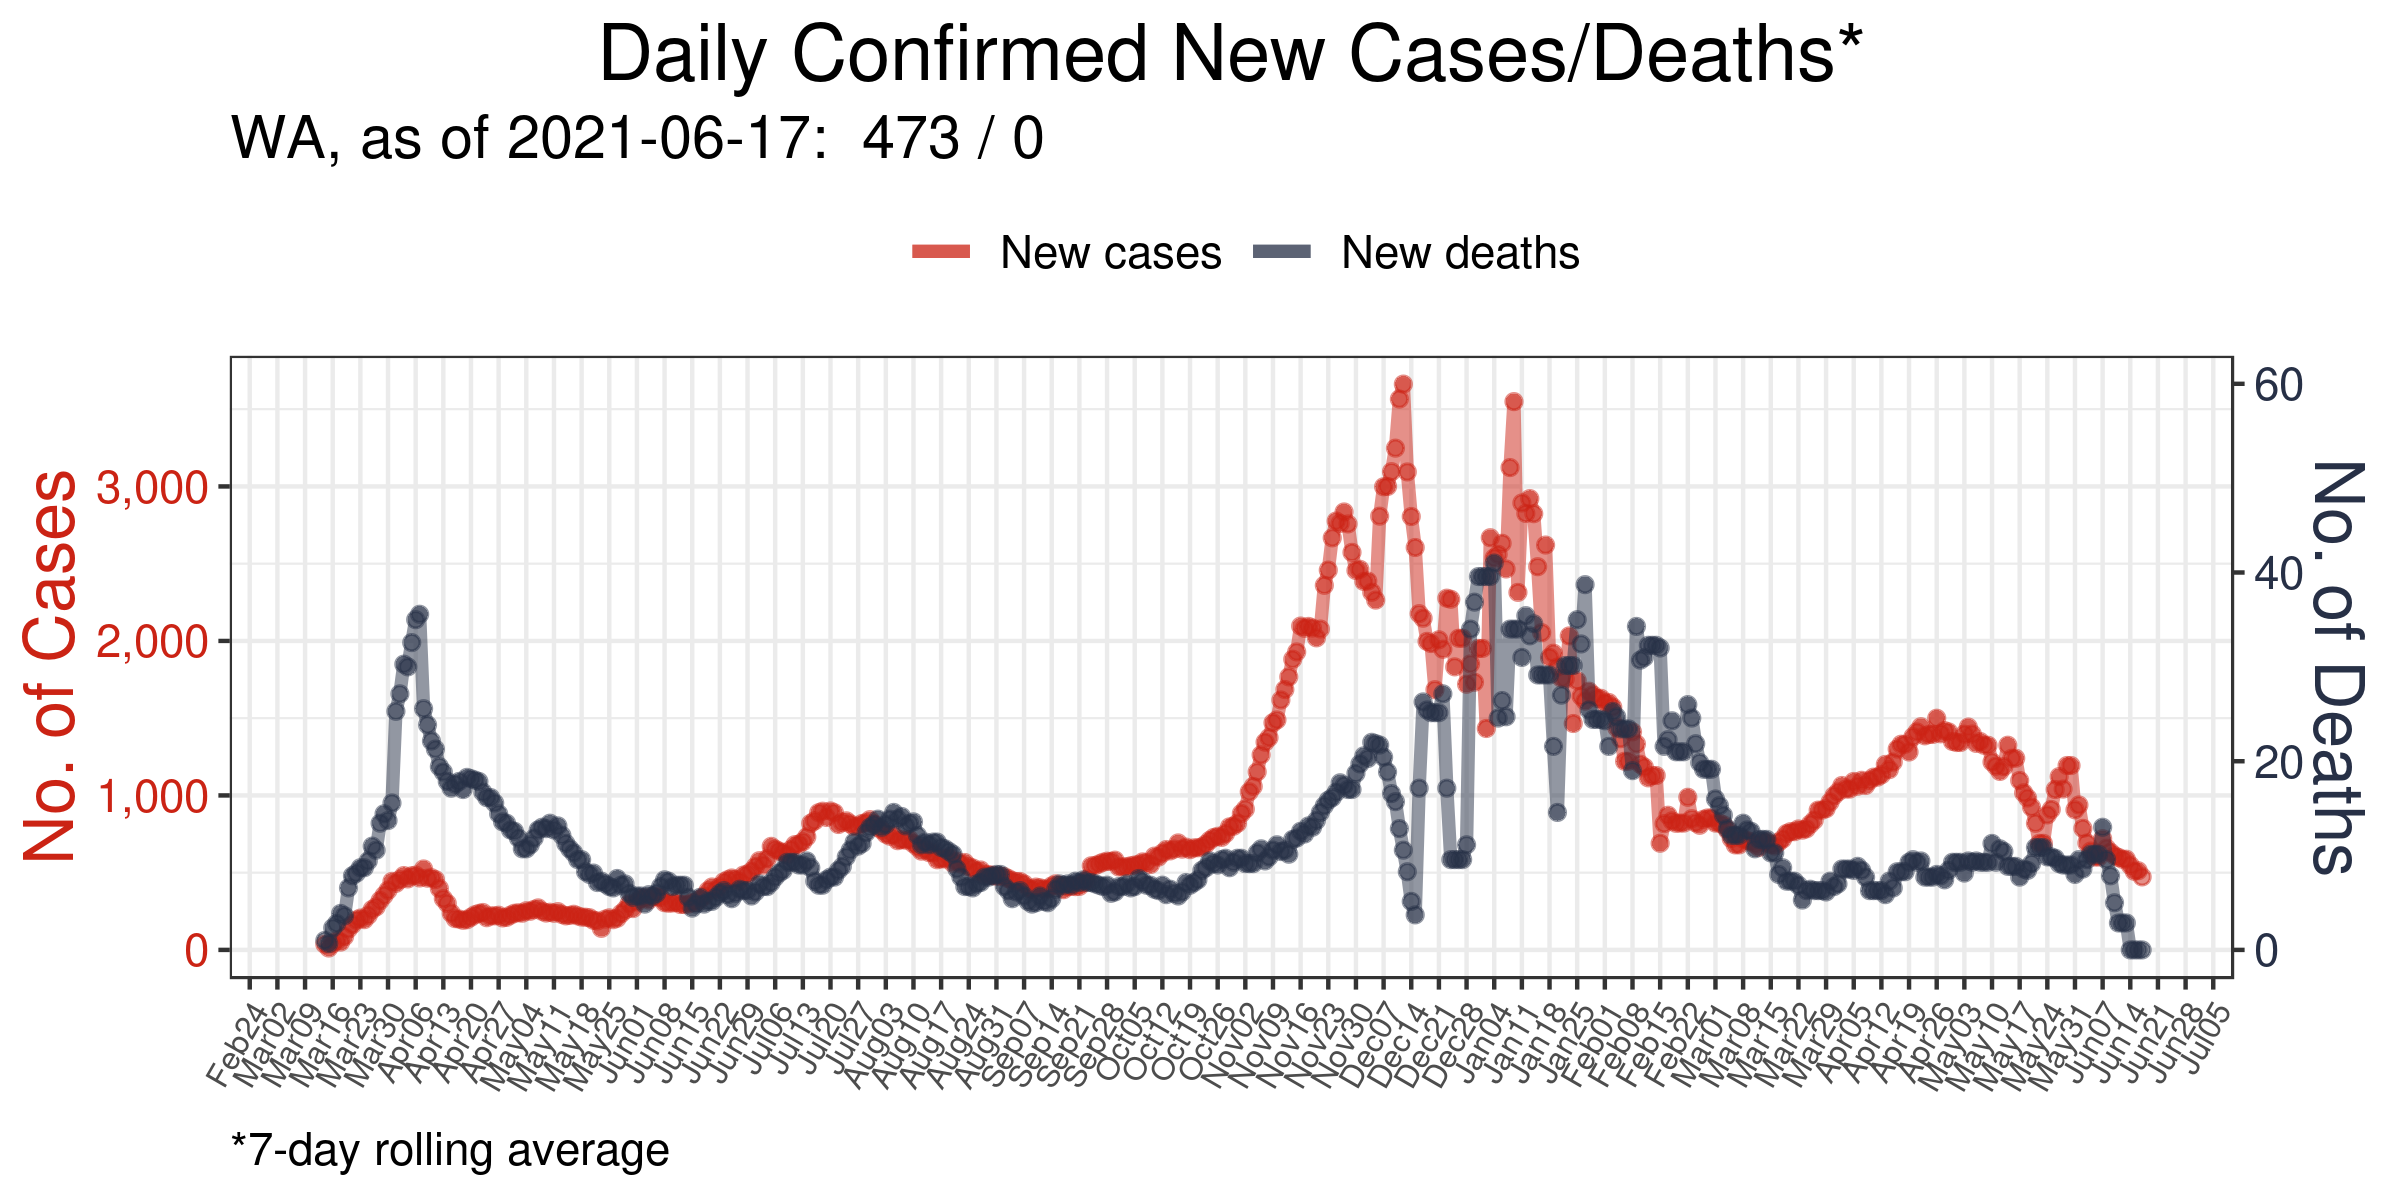 Daily Confirmed New Cases/Deaths*
WA, as of 2021-06-17:  473 / 0
New cases
New deaths
No. of Cases
3,000
2,000
1,000
0
60
40
20
0
No. of Deaths
Feb24
Mar02
Mar09
Mar16
Mar23
Mar30
Apr06
Apr13
Apr20
Apr27
May04
May11
May18
May25
Jun01
Jun08
Jun15
Jun22
Jun29
Jul06
Jul13
Jul20
Jul27
Aug03
Aug10
Aug17
Aug24
Aug31
Sep07
Sep14
Sep21
Sep28
Oct05
Oct12
Oct19
Oct26
Nov02
Nov09
Nov16
Nov23
Nov30
Dec07
Dec14
Dec21
Dec28
Jan04
Jan11
Jan18
Jan25
Feb01
Feb08
Feb15
Feb22
Mar01
Mar08
Mar15
Mar22
Mar29
Apr05
Apr12
Apr19
Apr26
May03
May10
May17
May24
May31
Jun07
Jun14
Jun21
Jun28
Jul05
*7-day rolling average